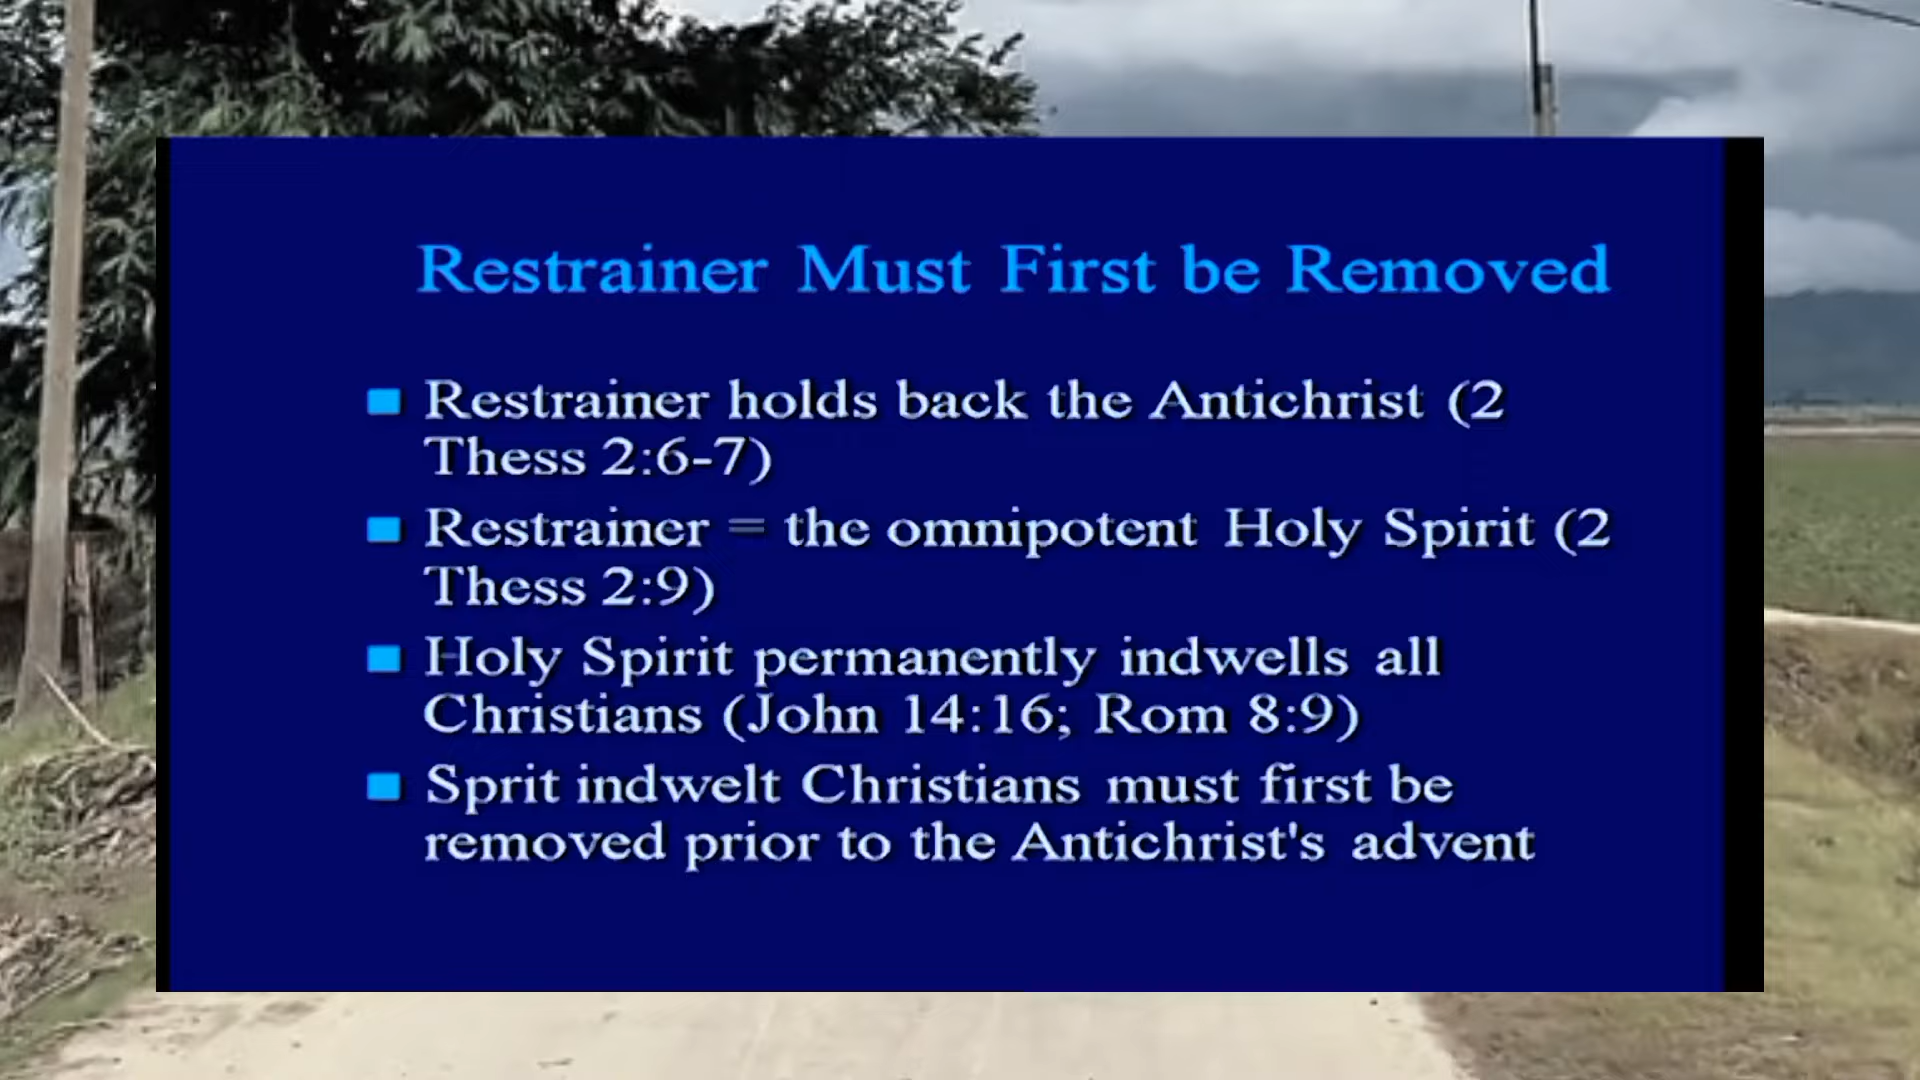 Restrainer Must First be Removed
Restrainer holds back the Antichrist (2
Thess 2:6-7)
Restrainer = the omnipotent Holy Spirit (2
Thess 2:9)
Holy Spirit permanently indwells all
Christians (John 14:16; Rom 8:9)
Sprit indwelt Christians must first be
removed prior to the Antichrist's advent